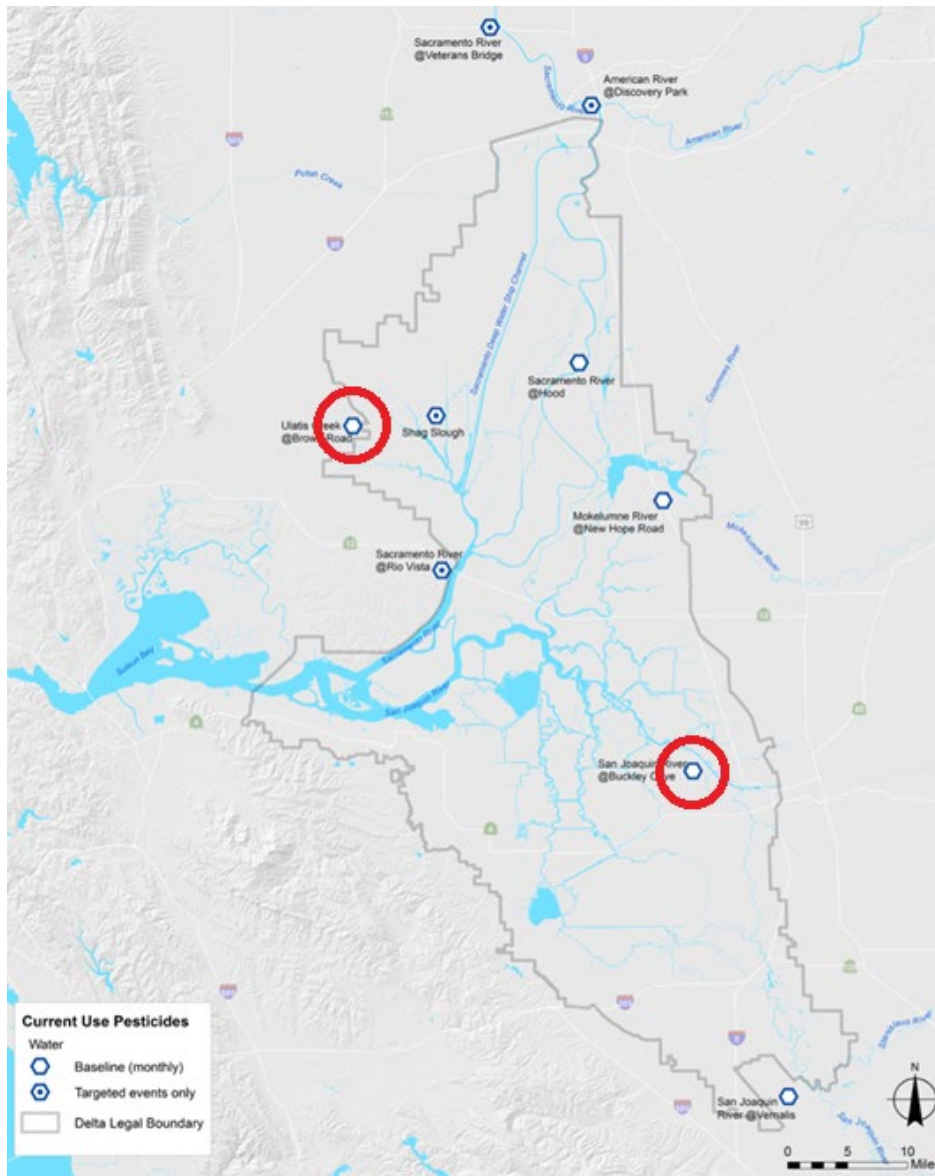 Sacramento River
@Veterans Bridge
American River
@Discovery Park
Sacramento River
American River
Putah Creek
Sacramento Deep Water Ship Channel
Sacramento River
@Hood
Cosumnes River
Ulatis Creek
@Brown Road
Shag Slough
Mokelumne River
@New Hope Road
Mokelumne River
Sacramento River
@Rio Vista
Sacramento River
Suisun Bay
San Joaquin River
San Joaquin River
@Buckley Cove
Stanislaus River
San Joaquin
River @Vernalis
San Joaquin River
Current Use Pesticides
Water
Baseline (monthly)
Targeted events only
Delta Legal Boundary
N
0 5 10
Miles